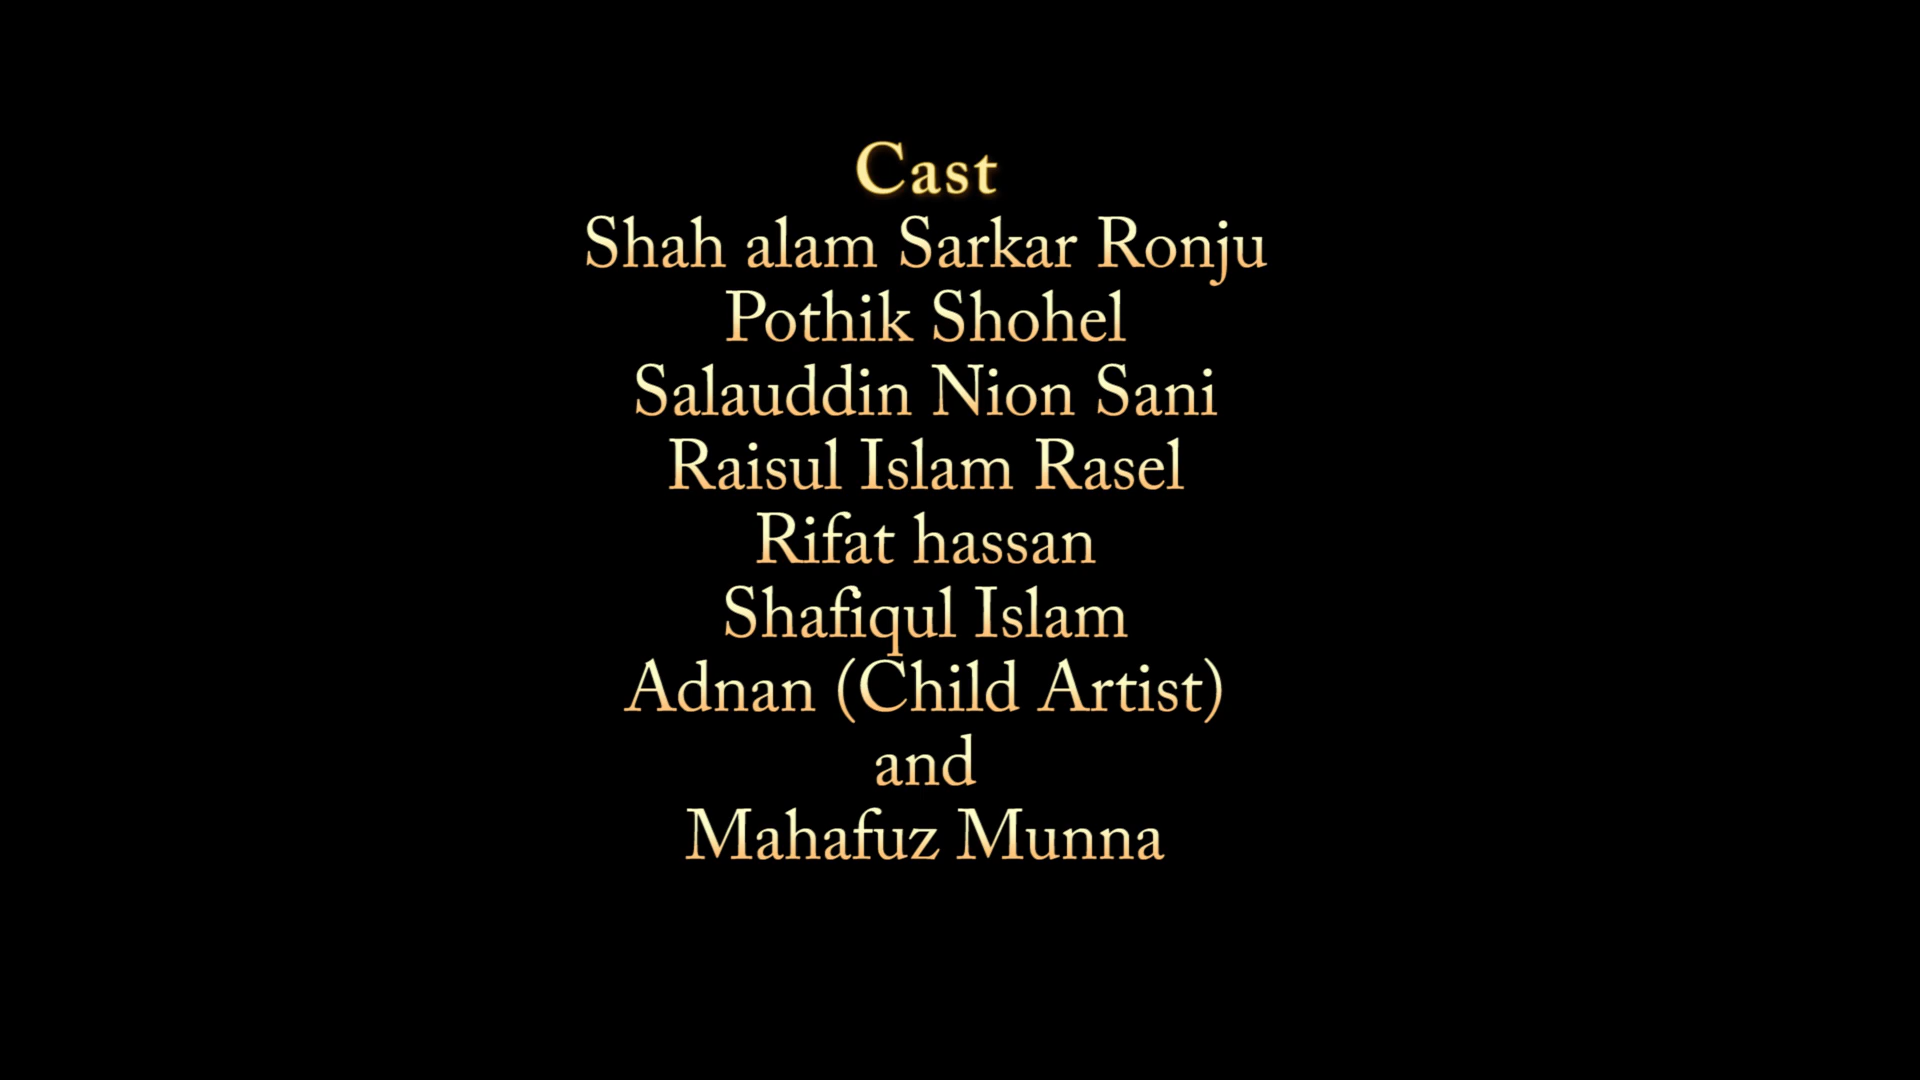 Cast
Shah alam Sarkar Ronju
Pothik Shohel
Salauddin Nion Sani
Raisul Islam Rasel
Rifat hassan
Shafiqul Islam
Adnan (Child Artist)
and
Mahafuz Munna